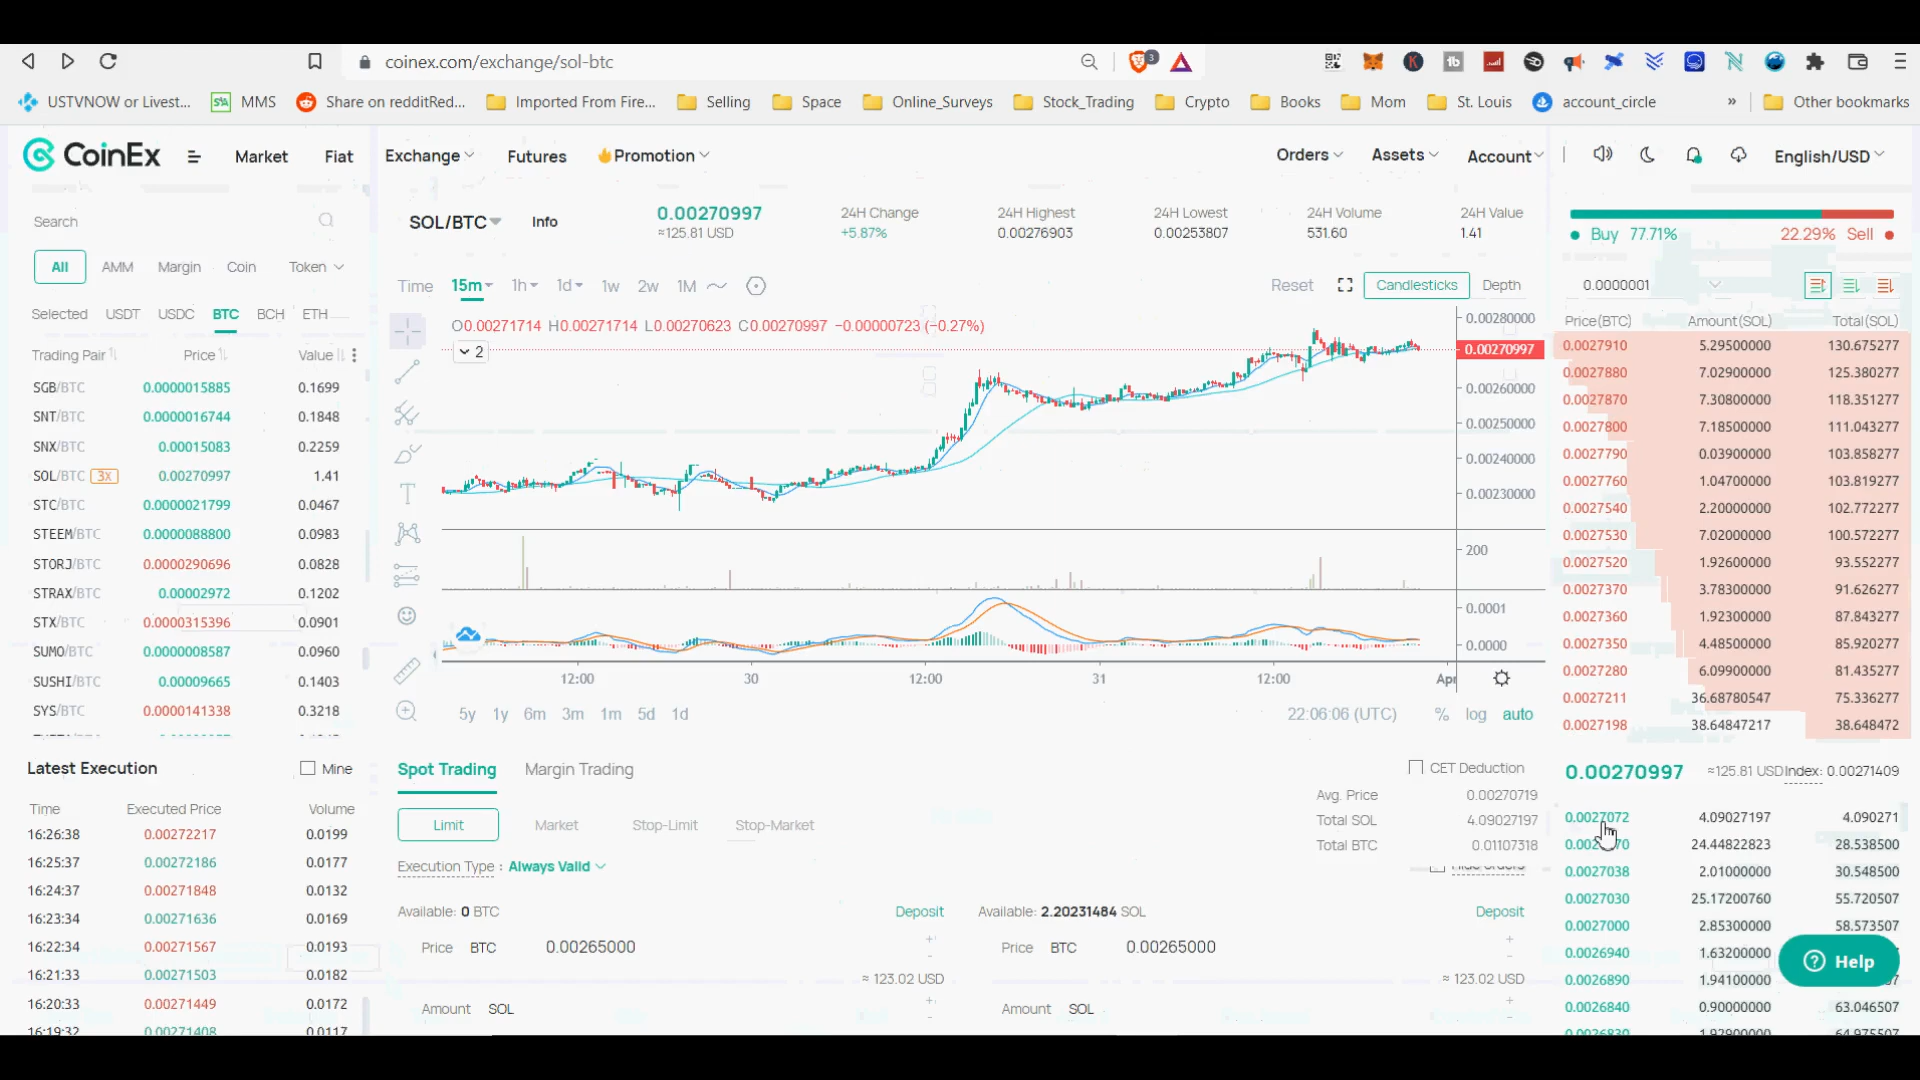 coinex.com/exchange/sol-btc
3
USTVNOW or Livest...
MMS
Share on redditRed...
Imported From Fire...
Selling
Space
Online_Surveys
Stock_Trading
Crypto
Books
Mom
St. Louis
account_circle
»
Other bookmarks
CoinEx
Market
Fiat
Exchange
Futures
Promotion
Orders
Assets
Account
English/USD
Search
All
AMM
Margin
Coin
Token
Selected
USDT
USDC
BTC
BCH
ETH
Trading Pair
Price
Value
SGB/BTC 0.0000015885 0.1699
SNT/BTC 0.0000016744 0.1848
SNX/BTC 0.00015083 0.2259
SOL/BTC 3X 0.00270997 1.41
STC/BTC 0.0000021799 0.0467
STEEM/BTC 0.0000088800 0.0983
STORJ/BTC 0.0000290696 0.0828
STRAX/BTC 0.00002972 0.1202
STX/BTC 0.0000315396 0.0901
SUMO/BTC 0.0000008587 0.0960
SUSHI/BTC 0.00009665 0.1403
SYS/BTC 0.0000141338 0.3218
Latest Execution
Mine
Time Executed Price Volume
16:26:38 0.00272217 0.0199
16:25:37 0.00272186 0.0177
16:24:37 0.00271848 0.0132
16:23:34 0.00271636 0.0169
16:22:34 0.00271567 0.0193
16:21:33 0.00271503 0.0182
16:20:33 0.00271449 0.0172
16:19:32 0.00271408 0.0117
SOL/BTC
Info
0.00270997
≈125.81 USD
24H Change
+5.87%
24H Highest
0.00276903
24H Lowest
0.00253807
24H Volume
531.60
24H Value
1.41
Time
15m
1h
1d
1w
2w
1M
Reset
Candlesticks
Depth
O0.00271714 H0.00271714 L0.00270623 C0.00270997 −0.00000723 (−0.27%)
2
0.00280000
0.00270997
0.00260000
0.00250000
0.00240000
0.00230000
200
0.0001
0.0000
12:00
30
12:00
31
12:00
Apr
5y
1y
6m
3m
1m
5d
1d
22:06:06 (UTC)
%
log
auto
Spot Trading
Margin Trading
CET Deduction
Limit
Market
Stop-Limit
Stop-Market
Avg. Price 0.00270719
Total SOL 4.09027197
Total BTC 0.01107318
Execution Type : Always Valid
Available: 0 BTC
Deposit
Price BTC 0.00265000
+
-
≈ 123.02 USD
Amount SOL
+
-
Available: 2.20231484 SOL
Deposit
Price BTC 0.00265000
+
-
≈ 123.02 USD
Amount SOL
+
-
Buy 77.71%
22.29% Sell
0.0000001
Price(BTC) Amount(SOL) Total(SOL)
0.0027910 5.29500000 130.675277
0.0027880 7.02900000 125.380277
0.0027870 7.30800000 118.351277
0.0027800 7.18500000 111.043277
0.0027790 0.03900000 103.858277
0.0027760 1.04700000 103.819277
0.0027540 2.20000000 102.772277
0.0027530 7.02000000 100.572277
0.0027520 1.92600000 93.552277
0.0027370 3.78300000 91.626277
0.0027360 1.92300000 87.843277
0.0027350 4.48500000 85.920277
0.0027280 6.09900000 81.435277
0.0027211 36.68780547 75.336277
0.0027198 38.64847217 38.648472
0.00270997
≈125.81 USD
Index: 0.00271409
0.0027072 4.09027197 4.090271
24.44822823 28.538500
0.0027038 2.01000000 30.548500
0.0027030 25.17200760 55.720507
0.0027000 2.85300000 58.573507
0.0026940 1.63200000
0.0026890 1.94100000
0.0026840 0.90000000 63.046507
0.0026830 1.92900000 64.975507
Help